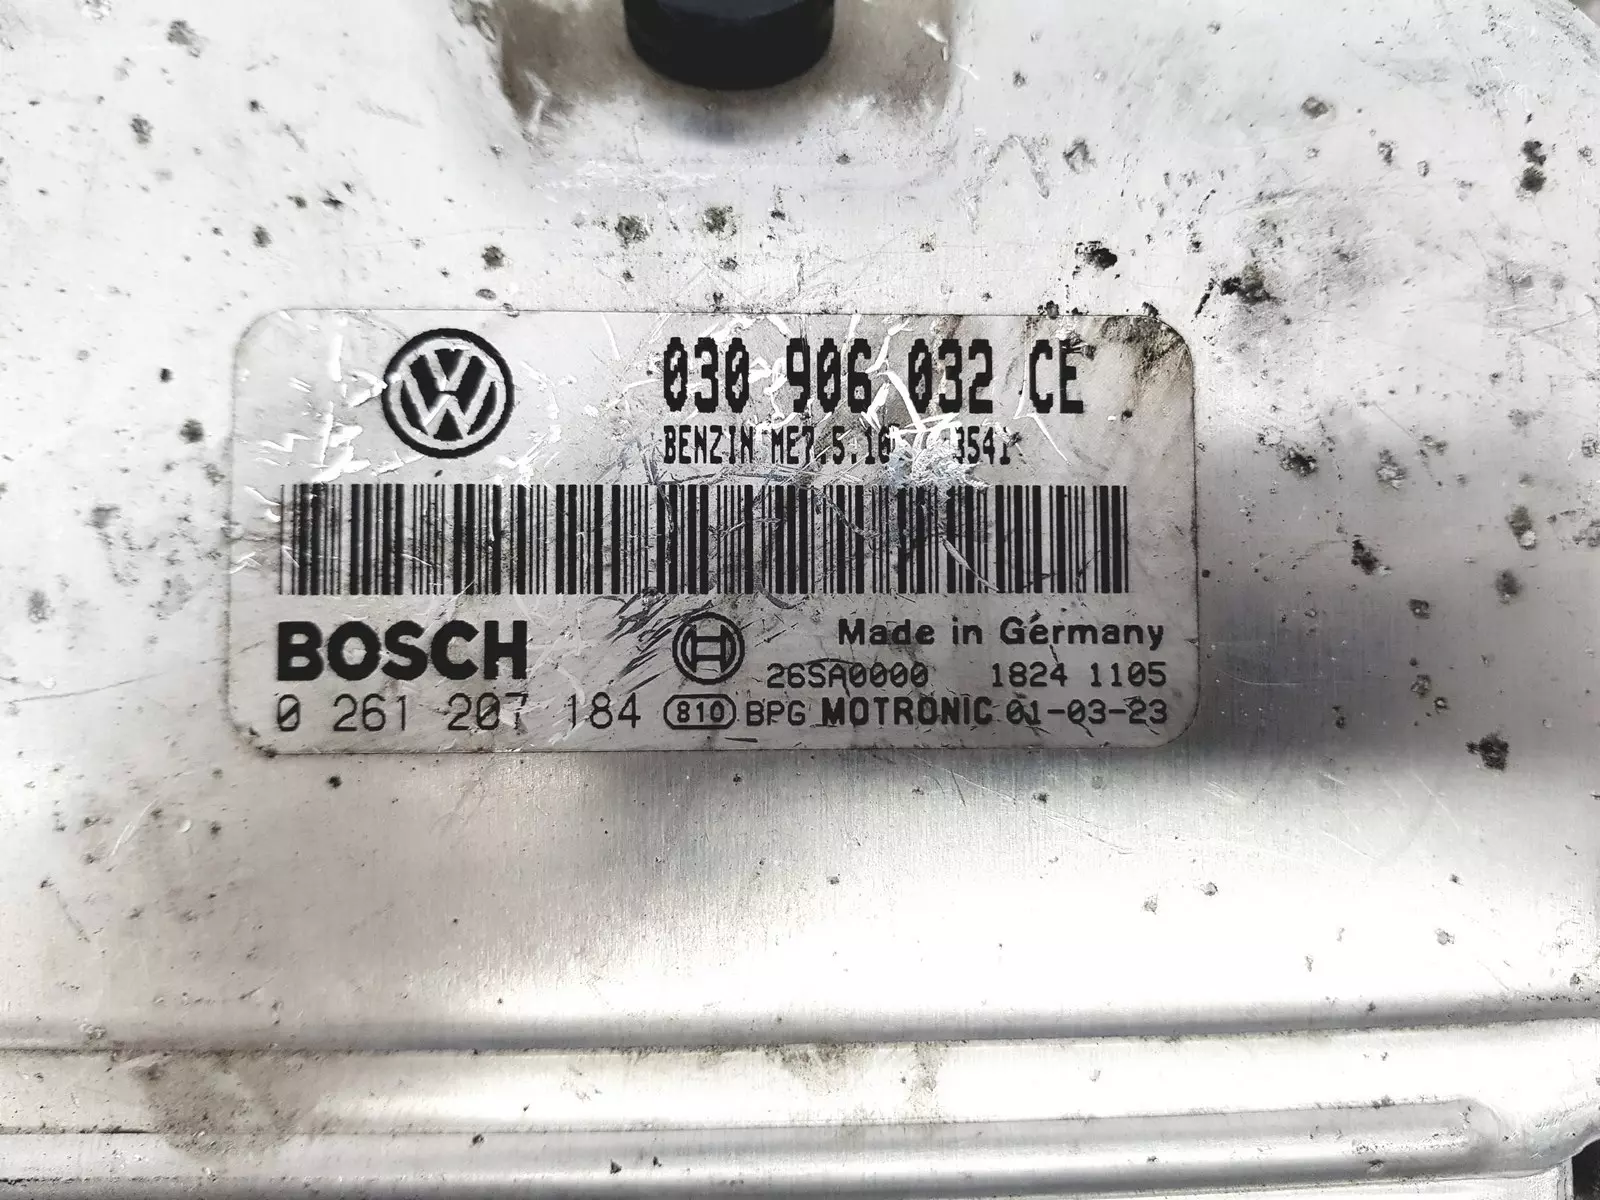 030 906 032 CE
BENZIN ME7.5.10 3541
BOSCH
Made in Germany
26SA0000 1824 1105
0 261 207 184 810 BPG MOTRONIC 01-03-23